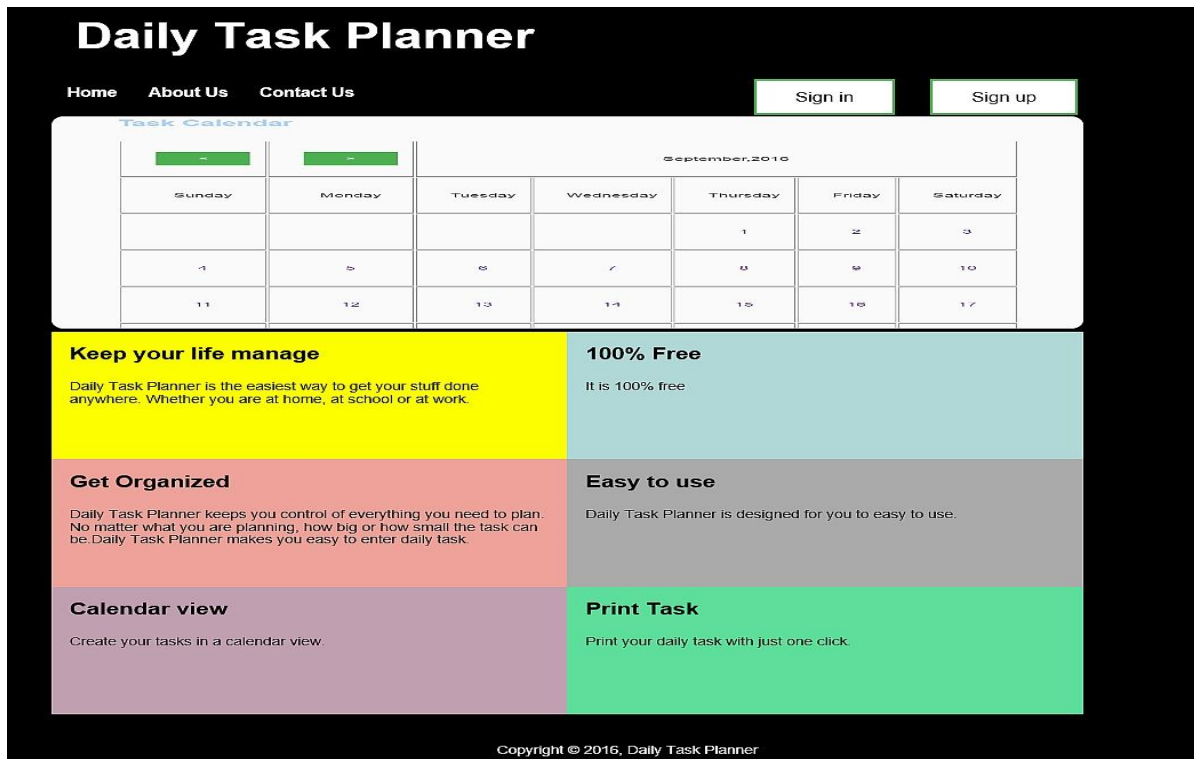 Daily Task Planner
Home About Us Contact Us Sign in Sign up
Task Calendar
< > September,2016
Sunday Monday Tuesday Wednesday Thursday Friday Saturday
1 2 3
4 5 6 7 8 9 10
11 12 13 14 15 16 17
Keep your life manage
Daily Task Planner is the easiest way to get your stuff done
anywhere. Whether you are at home, at school or at work.
100% Free
It is 100% free
Get Organized
Daily Task Planner keeps you control of everything you need to plan.
No matter what you are planning, how big or how small the task can
be.Daily Task Planner makes you easy to enter daily task.
Easy to use
Daily Task Planner is designed for you to easy to use.
Calendar view
Create your tasks in a calendar view.
Print Task
Print your daily task with just one click.
Copyright © 2016, Daily Task Planner